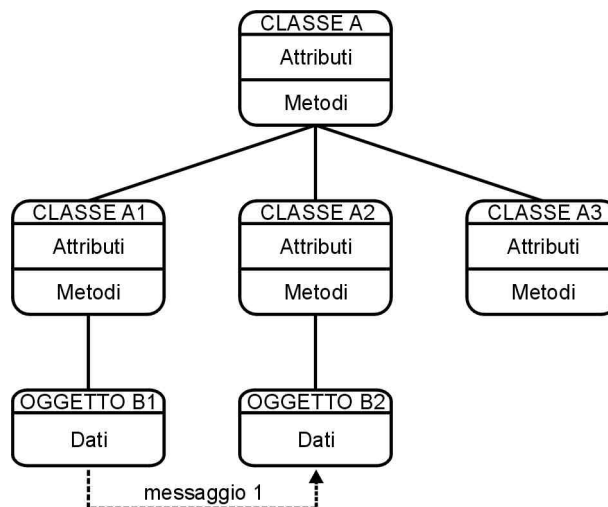 CLASSE A
Attributi
Metodi
CLASSE A1
Attributi
Metodi
CLASSE A2
Attributi
Metodi
CLASSE A3
Attributi
Metodi
OGGETTO B1
Dati
OGGETTO B2
Dati
messaggio 1